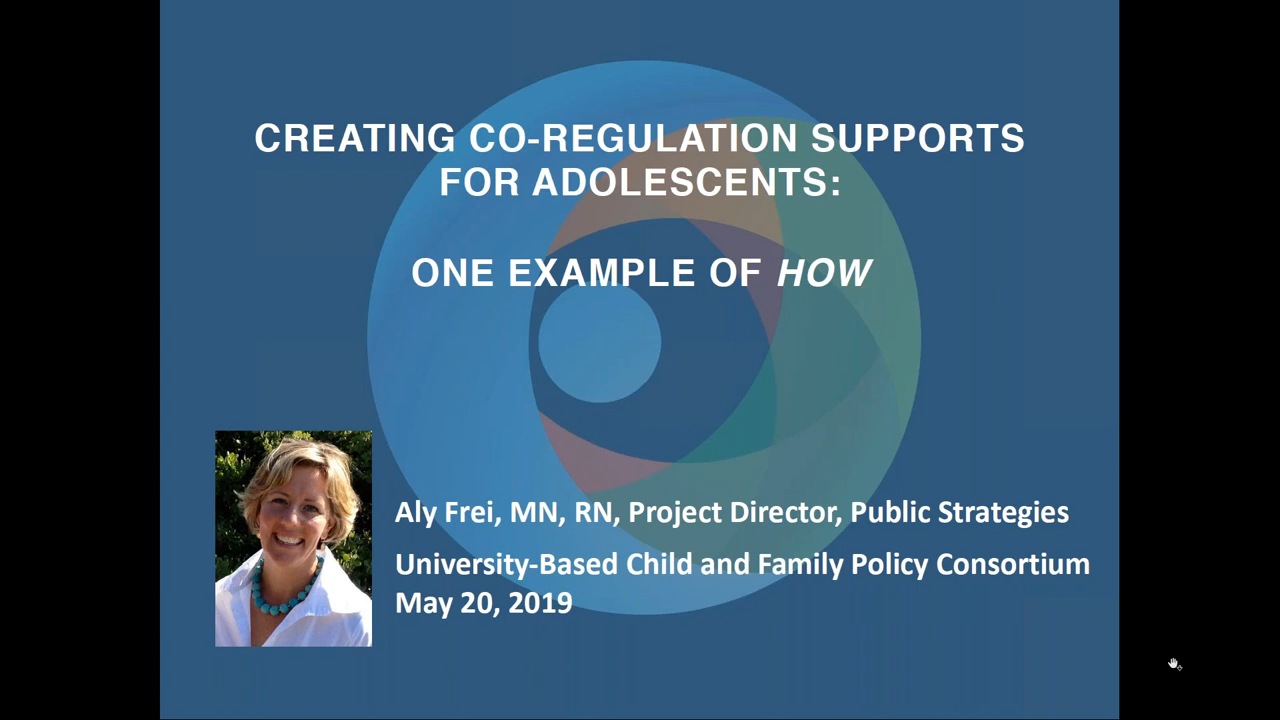 CREATING CO-REGULATION SUPPORTS
FOR ADOLESCENTS:
ONE EXAMPLE OF HOW
Aly Frei, MN, RN, Project Director, Public Strategies
University-Based Child and Family Policy Consortium
May 20, 2019